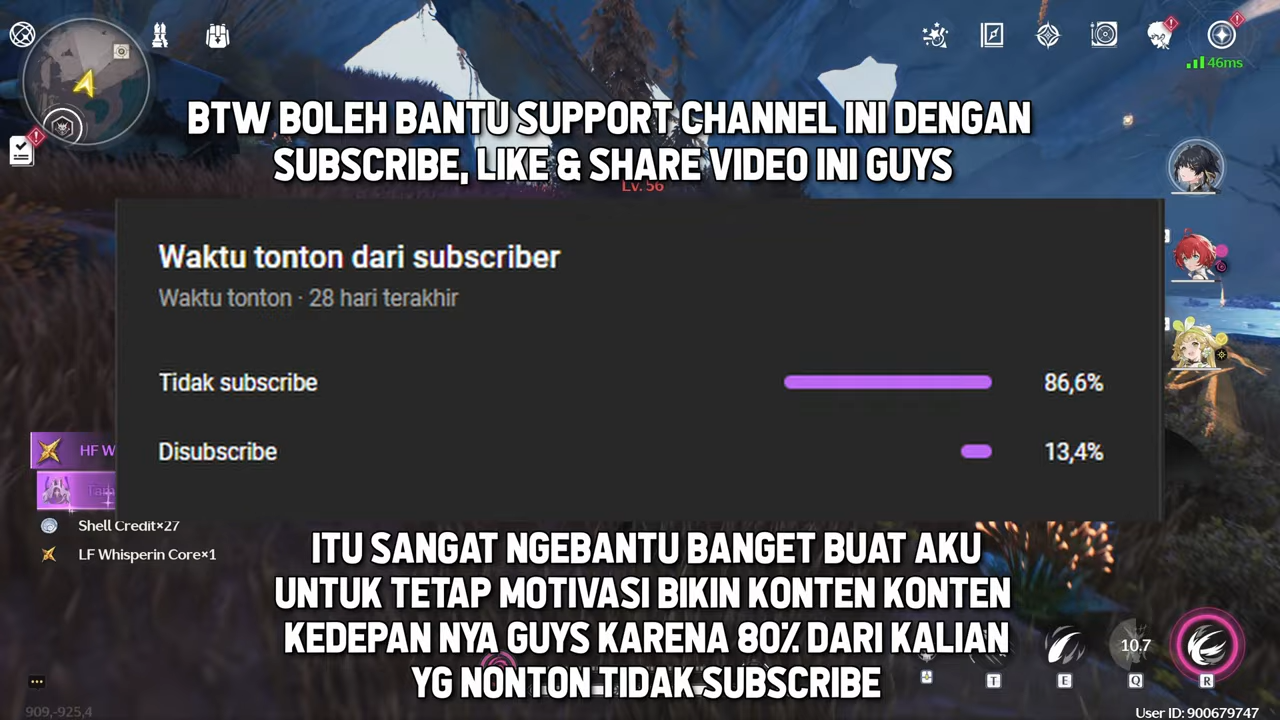 46ms
BTW BOLEH BANTU SUPPORT CHANNEL INI DENGAN
SUBSCRIBE, LIKE & SHARE VIDEO INI GUYS
Lv. 56
Waktu tonton dari subscriber
Waktu tonton · 28 hari terakhir
Tidak subscribe 86,6%
Disubscribe 13,4%
HF W
Tam
Shell Credit×27
LF Whisperin Core×1
ITU SANGAT NGEBANTU BANGET BUAT AKU
UNTUK TETAP MOTIVASI BIKIN KONTEN KONTEN
KEDEPAN NYA GUYS KARENA 80% DARI KALIAN
YG NONTON TIDAK SUBSCRIBE
10.7
T E Q R
909,-925,4
User ID: 900679747